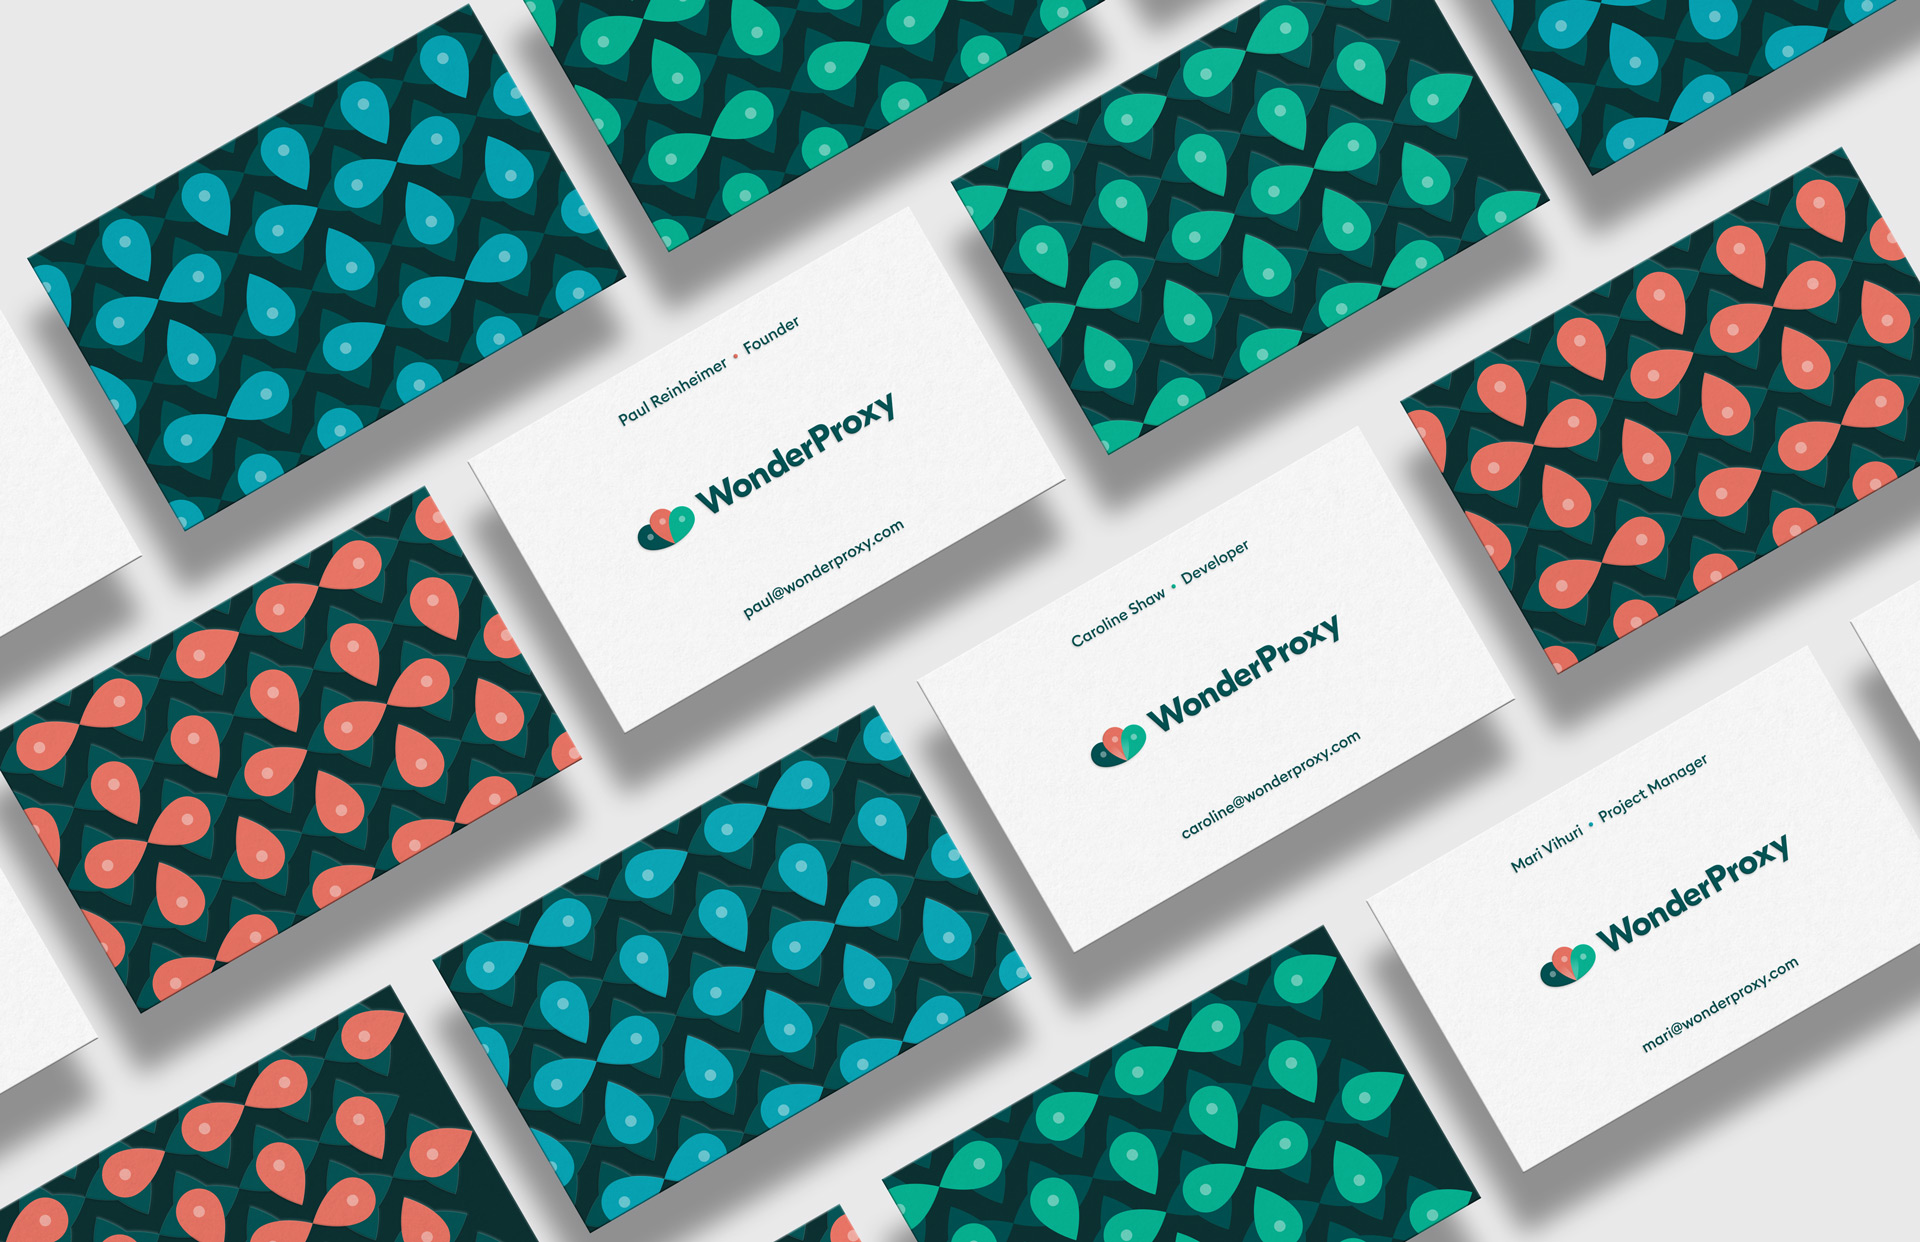 Paul Reinheimer • Founder
WonderProxy
paul@wonderproxy.com
Caroline Shaw • Developer
WonderProxy
caroline@wonderproxy.com
Mari Vihuri • Project Manager
WonderProxy
mari@wonderproxy.com